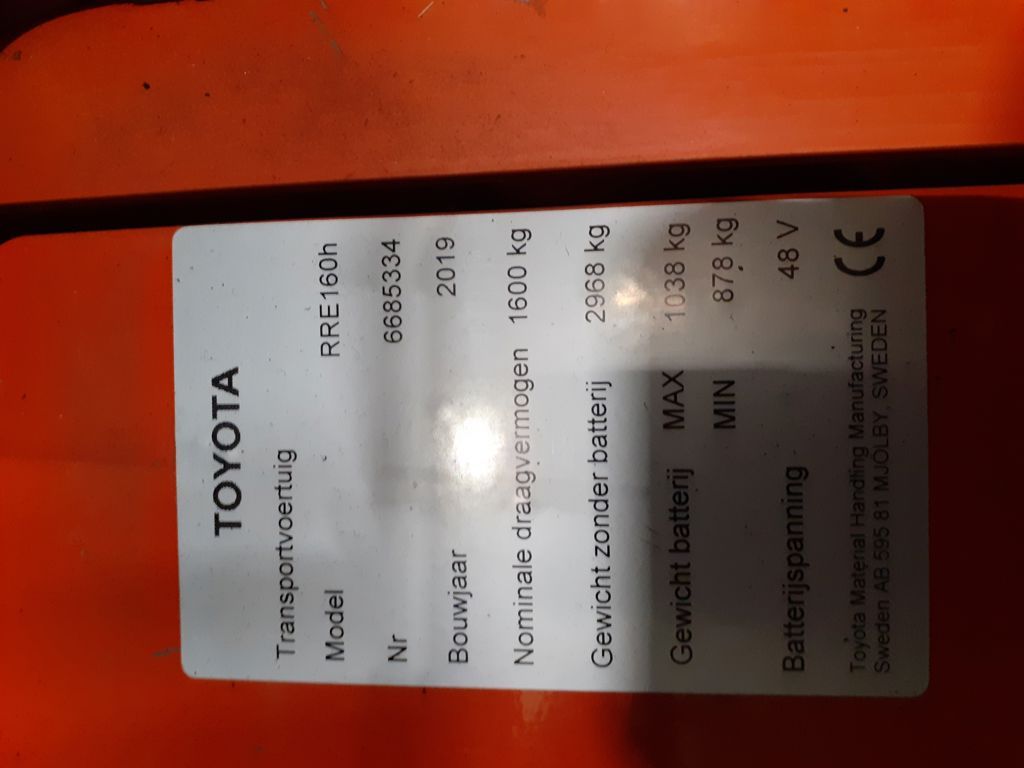 TOYOTA
Transportvoertuig
Model RRE160h
Nr 6685334
Bouwjaar 2019
Nominale draagvermogen 1600 kg
Gewicht zonder batterij 2968 kg
Gewicht batterij MAX 1038 kg
MIN 878 kg
Batterijspanning 48 V
Toyota Material Handling Manufacturing
Sweden AB 595 81 MJÖLBY, SWEDEN
CE